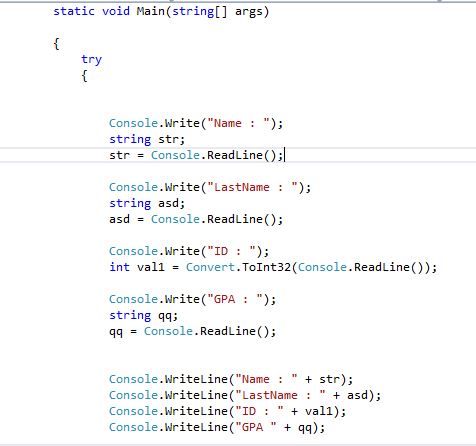 static void Main(string[] args)
{
try
{
Console.Write("Name : ");
string str;
str = Console.ReadLine();
Console.Write("LastName : ");
string asd;
asd = Console.ReadLine();
Console.Write("ID : ");
int val1 = Convert.ToInt32(Console.ReadLine());
Console.Write("GPA : ");
string qq;
qq = Console.ReadLine();
Console.WriteLine("Name : " + str);
Console.WriteLine("LastName : " + asd);
Console.WriteLine("ID : " + val1);
Console.WriteLine("GPA " + qq);